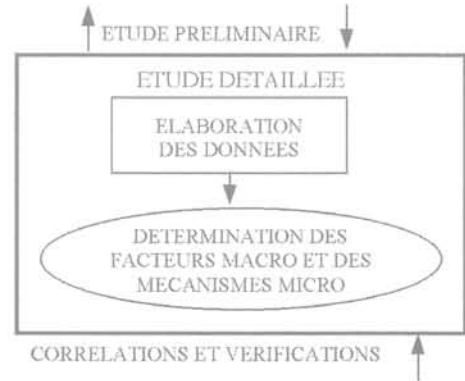 ETUDE PRELIMINAIRE
ETUDE DETAILLEE
ELABORATION
DES DONNEES
DETERMINATION DES
FACTEURS MACRO ET DES
MECANISMES MICRO
CORRELATIONS ET VERIFICATIONS